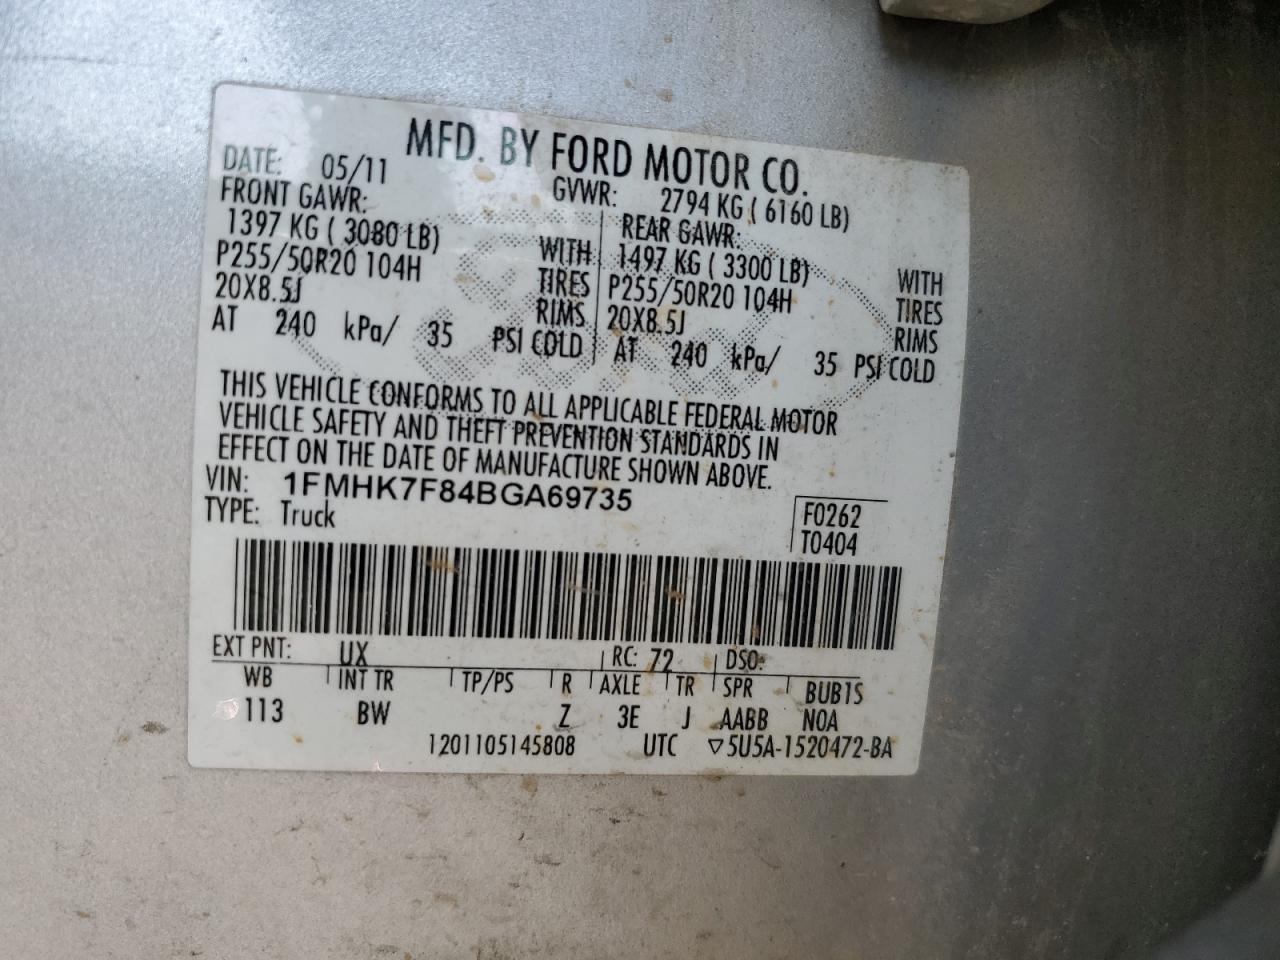 MFD. BY FORD MOTOR CO.
DATE: 05/11 GVWR: 2794 KG ( 6160 LB)
FRONT GAWR: REAR GAWR:
1397 KG ( 3080 LB) WITH 1497 KG ( 3300 LB) WITH
P255/50R20 104H TIRES P255/50R20 104H TIRES
20X8.5J RIMS 20X8.5J RIMS
AT 240 kPa/ 35 PSI COLD AT 240 kPa/ 35 PSI COLD
THIS VEHICLE CONFORMS TO ALL APPLICABLE FEDERAL MOTOR
VEHICLE SAFETY AND THEFT PREVENTION STANDARDS IN
EFFECT ON THE DATE OF MANUFACTURE SHOWN ABOVE.
VIN: 1FMHK7F84BGA69735
TYPE: Truck F0262
T0404
EXT PNT: UX RC: 72 DSO:
WB INT TR TP/PS R AXLE TR SPR BUB1S
113 BW Z 3E J AABB NOA
1201105145808 UTC ▽5U5A-1520472-BA